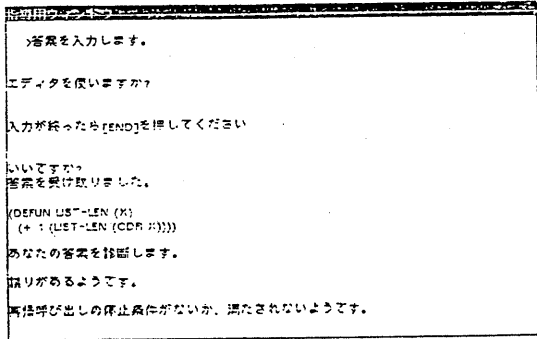 >答案を入力します。
エディタを使いますか?
入力が終ったら[END]を押してください
いいですか?
答案を受け取りました。
(DEFUN LIST-LEN (X)
(+ 1 (LIST-LEN (CDR X))))
あなたの答案を診断します。
誤りがあるようです。
再帰呼び出しの停止条件がないか、満たされないようです。